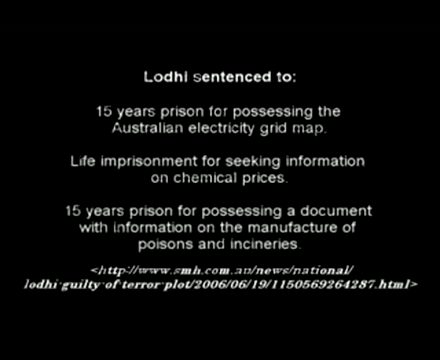 Lodhi sentenced to:
15 years prison for possessing the
Australian electricity grid map.
Life imprisonment for seeking information
on chemical prices.
15 years prison for possessing a document
with information on the manufacture of
poisons and incineries.
<http://www.smh.com.au/news/national/
lodhi-guilty-of-terror-plot/2006/06/19/1150569264287.html>